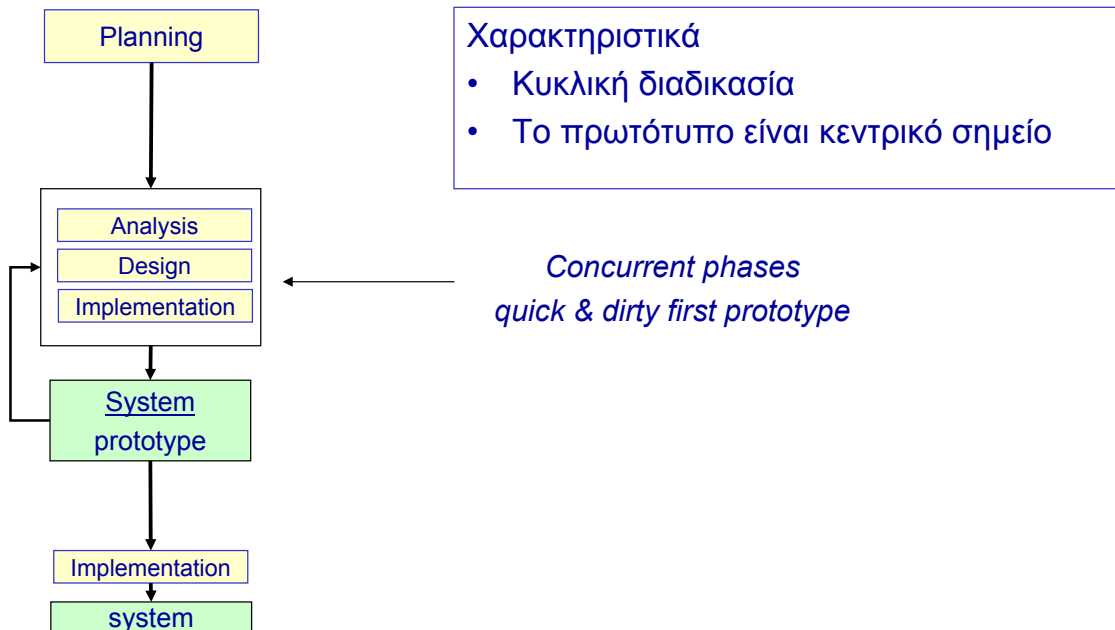 Planning
Χαρακτηριστικά
• Κυκλική διαδικασία
• Το πρωτότυπο είναι κεντρικό σημείο
Analysis
Design
Implementation
Concurrent phases
quick & dirty first prototype
System
prototype
Implementation
system